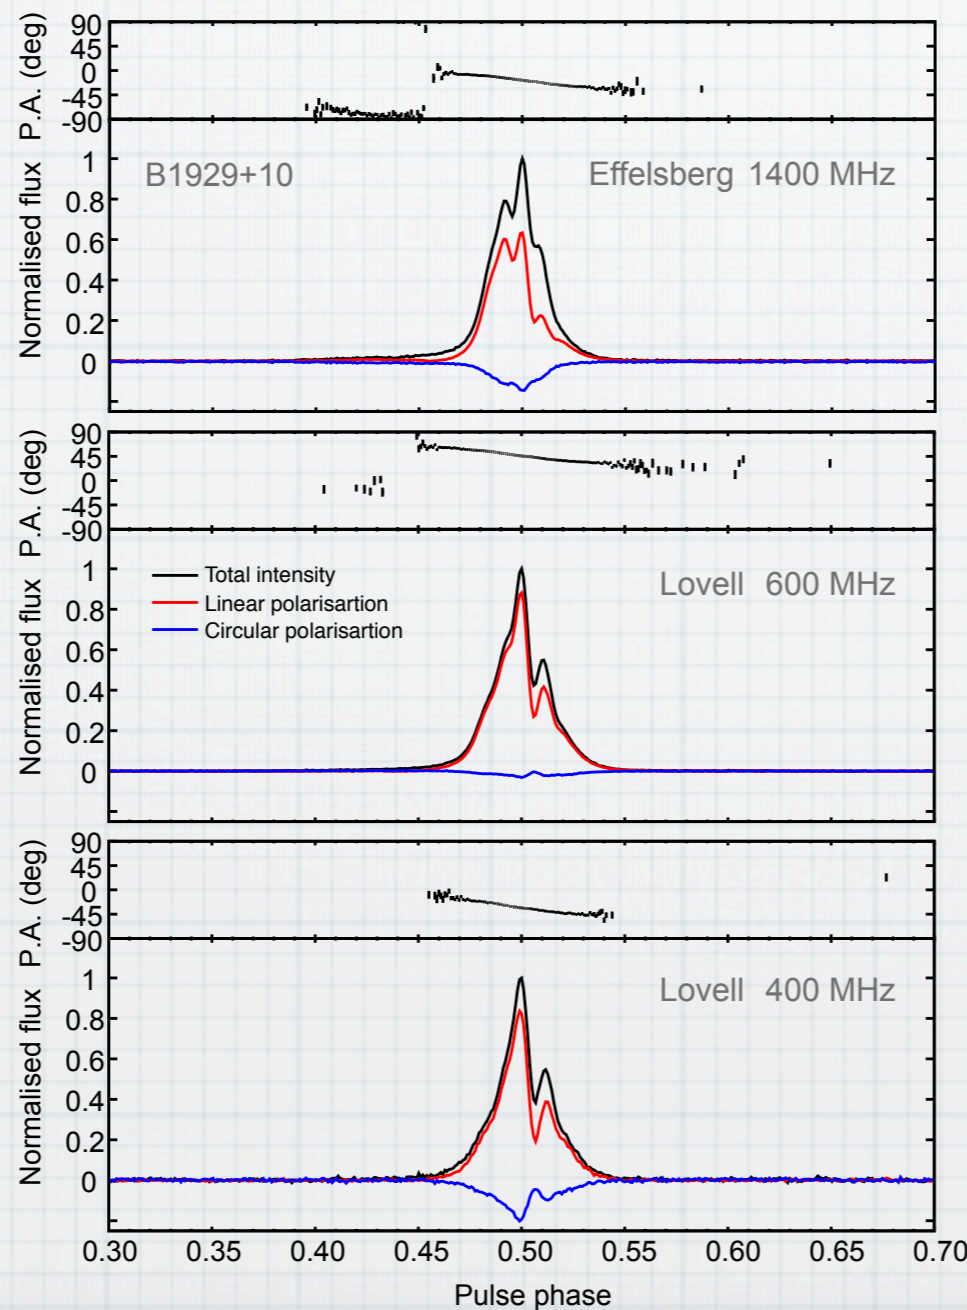 P.A. (deg)
90
45
0
-45
-90
B1929+10
Effelsberg 1400 MHz
Normalised flux
1
0.8
0.6
0.4
0.2
0
P.A. (deg)
90
45
0
-45
-90
Lovell 600 MHz
Total intensity
Linear polarisartion
Circular polarisartion
Normalised flux
1
0.8
0.6
0.4
0.2
0
P.A. (deg)
90
45
0
-45
-90
Lovell 400 MHz
Normalised flux
1
0.8
0.6
0.4
0.2
0
0.30 0.35 0.40 0.45 0.50 0.55 0.60 0.65 0.70
Pulse phase